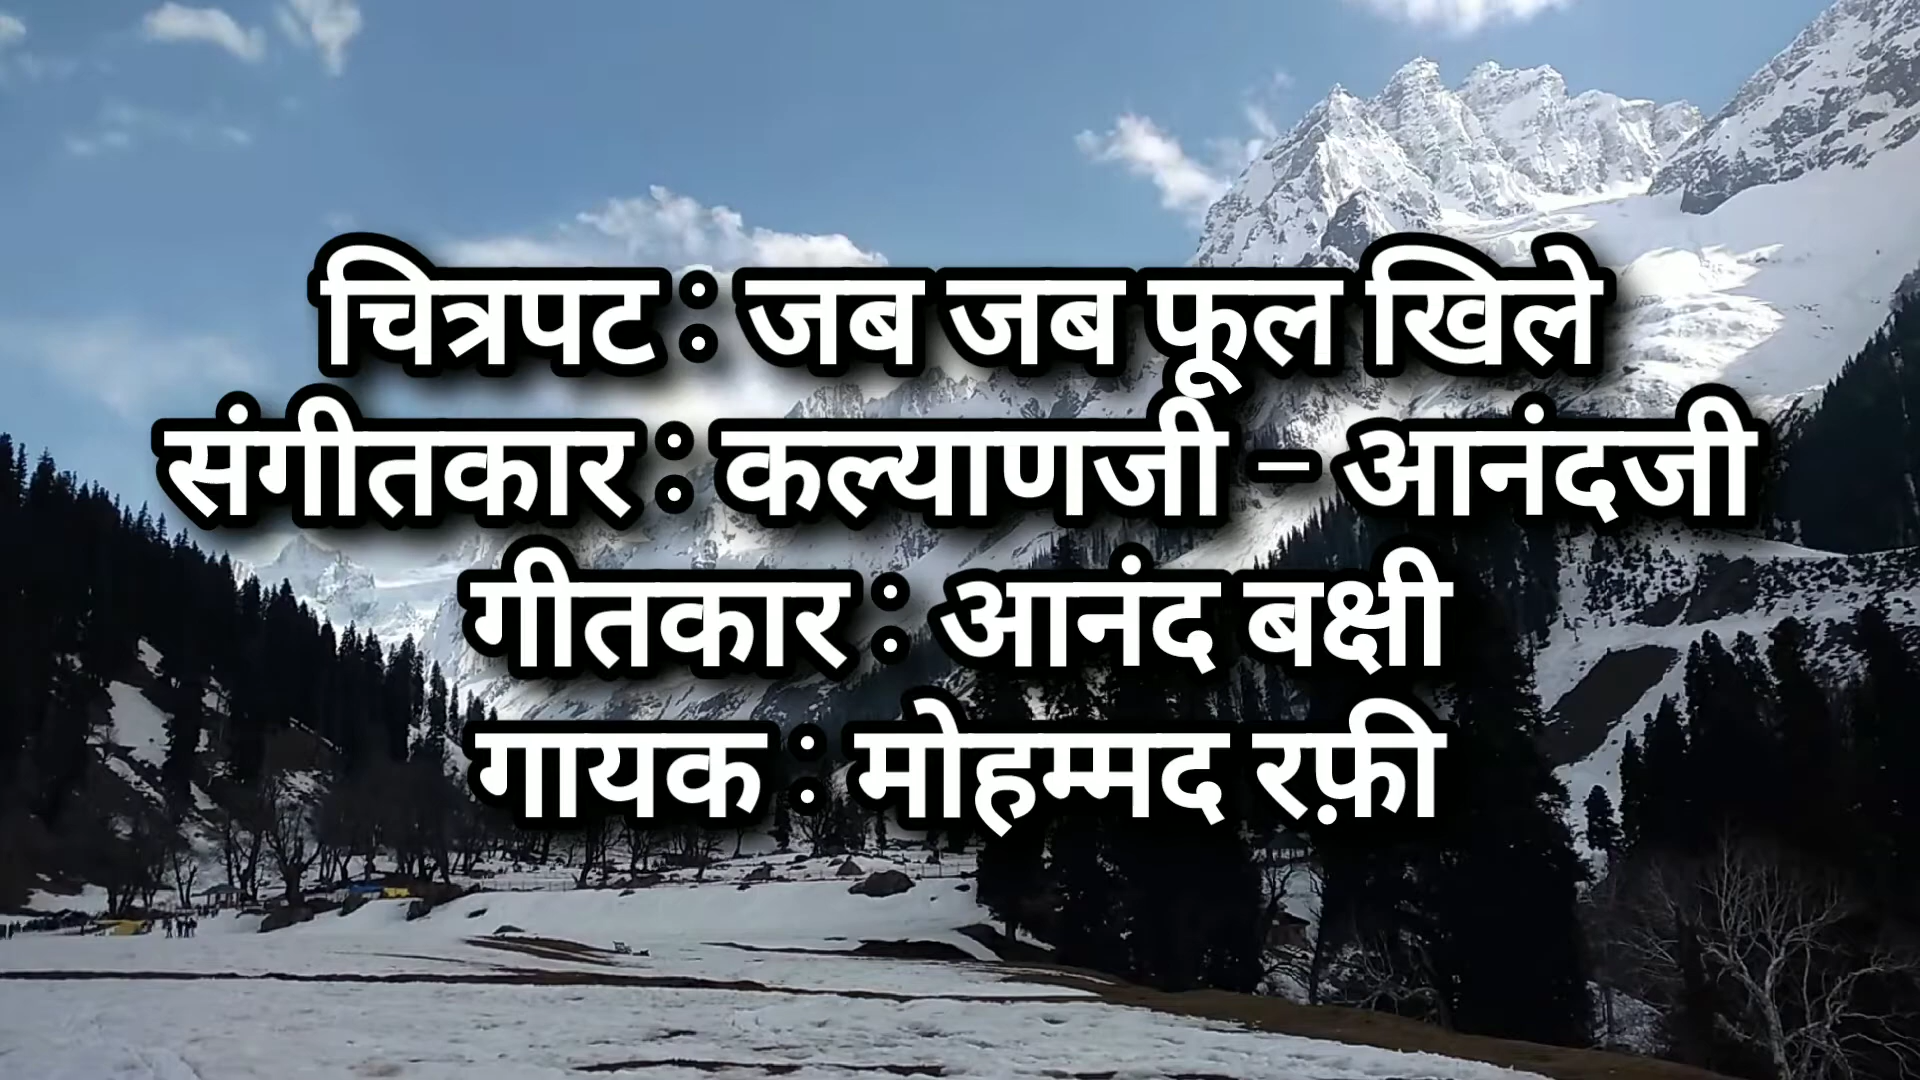 चित्रपट : जब जब फूल खिले
संगीतकार : कल्याणजी - आनंदजी
गीतकार : आनंद बक्षी
गायक : मोहम्मद रफ़ी